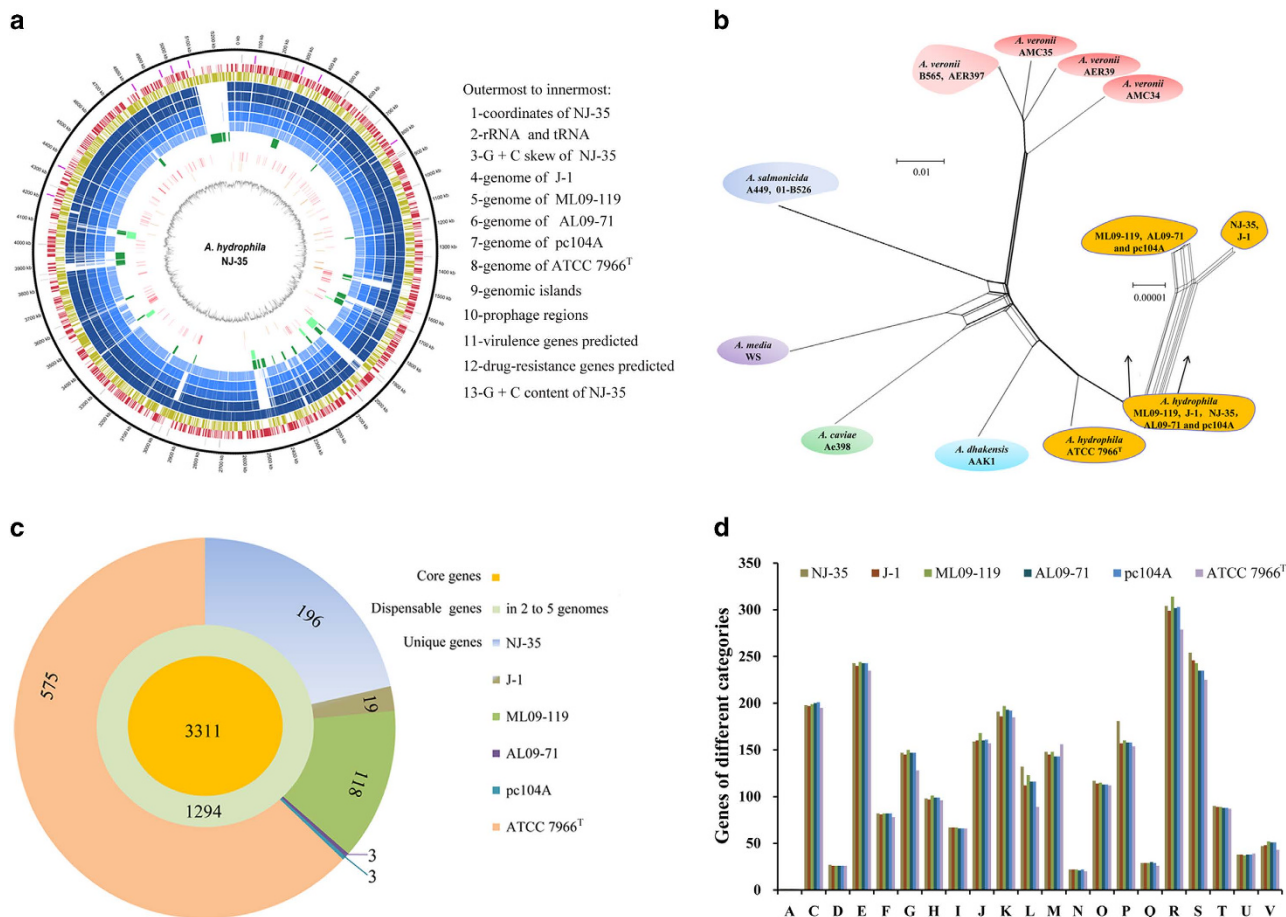 a
Outermost to innermost:
1-coordinates of NJ-35
2-rRNA and tRNA
3-G + C skew of NJ-35
4-genome of J-1
5-genome of ML09-119
6-genome of AL09-71
7-genome of pc104A
8-genome of ATCC 7966T
9-genomic islands
10-prophage regions
11-virulence genes predicted
12-drug-resistance genes predicted
13-G + C content of NJ-35
A. hydrophila
NJ-35
b
A. veronii
B565, AER397
A. veronii
AMC35
A. veronii
AER39
A. veronii
AMC34
0.01
A. salmonicida
A449, 01-B526
ML09-119, AL09-71
and pc104A
NJ-35,
J-1
0.00001
A. media
WS
A. caviae
Ae398
A. dhakensis
AAK1
A. hydrophila
ATCC 7966T
A. hydrophila
ML09-119, J-1, NJ-35,
AL09-71 and pc104A
c
575
196
19
118
3
3
3311
1294
Core genes
Dispensable genes in 2 to 5 genomes
Unique genes NJ-35
J-1
ML09-119
AL09-71
pc104A
ATCC 7966T
d
Genes of different categories
350
300
250
200
150
100
50
0
NJ-35 J-1 ML09-119 AL09-71 pc104A ATCC 7966T
A C D E F G H I J K L M N O P Q R S T U V